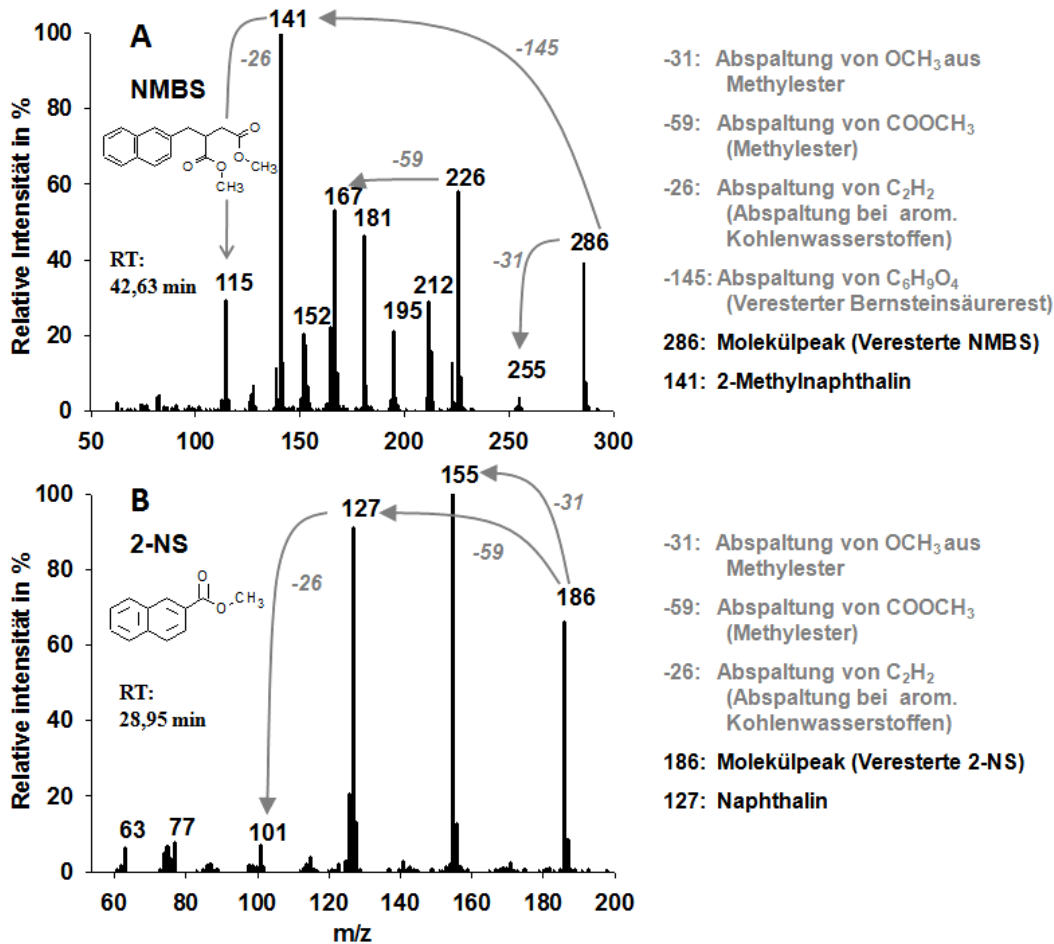 A
NMBS
RT:
42,63 min
Relative Intensität in %
100
80
60
40
20
0
50
100
150
200
250
300
O
O
O
O
CH3
CH3
141
-26
-145
-59
226
167
181
286
-31
115
152
195
212
255
-31: Abspaltung von OCH3 aus
Methylester
-59: Abspaltung von COOCH3
(Methylester)
-26: Abspaltung von C2H2
(Abspaltung bei arom.
Kohlenwasserstoffen)
-145: Abspaltung von C6H9O4
(Veresterter Bernsteinsäurerest)
286: Molekülpeak (Veresterte NMBS)
141: 2-Methylnaphthalin
B
2-NS
RT:
28,95 min
Relative intensität in %
100
80
60
40
20
0
60
80
100
120
140
160
180
200
m/z
O
O
CH3
155
-31
127
-59
-26
186
63
77
101
-31: Abspaltung von OCH3 aus
Methylester
-59: Abspaltung von COOCH3
(Methylester)
-26: Abspaltung von C2H2
(Abspaltung bei arom.
Kohlenwasserstoffen)
186: Molekülpeak (Veresterte 2-NS)
127: Naphthalin